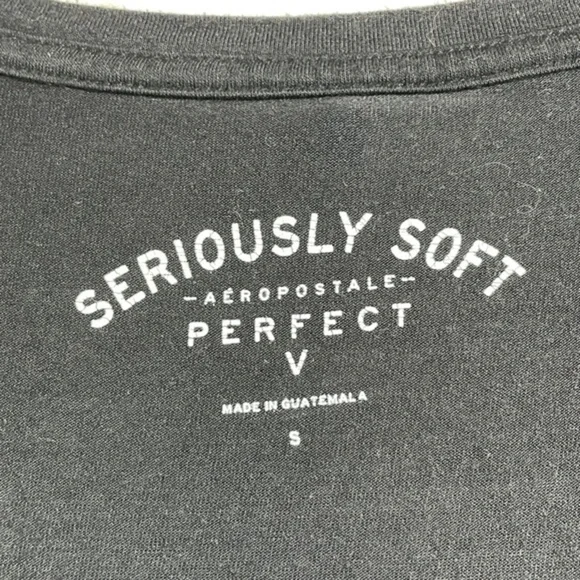 SERIOUSLY SOFT
-AÉROPOSTALE-
PERFECT
V
MADE IN GUATEMALA
S